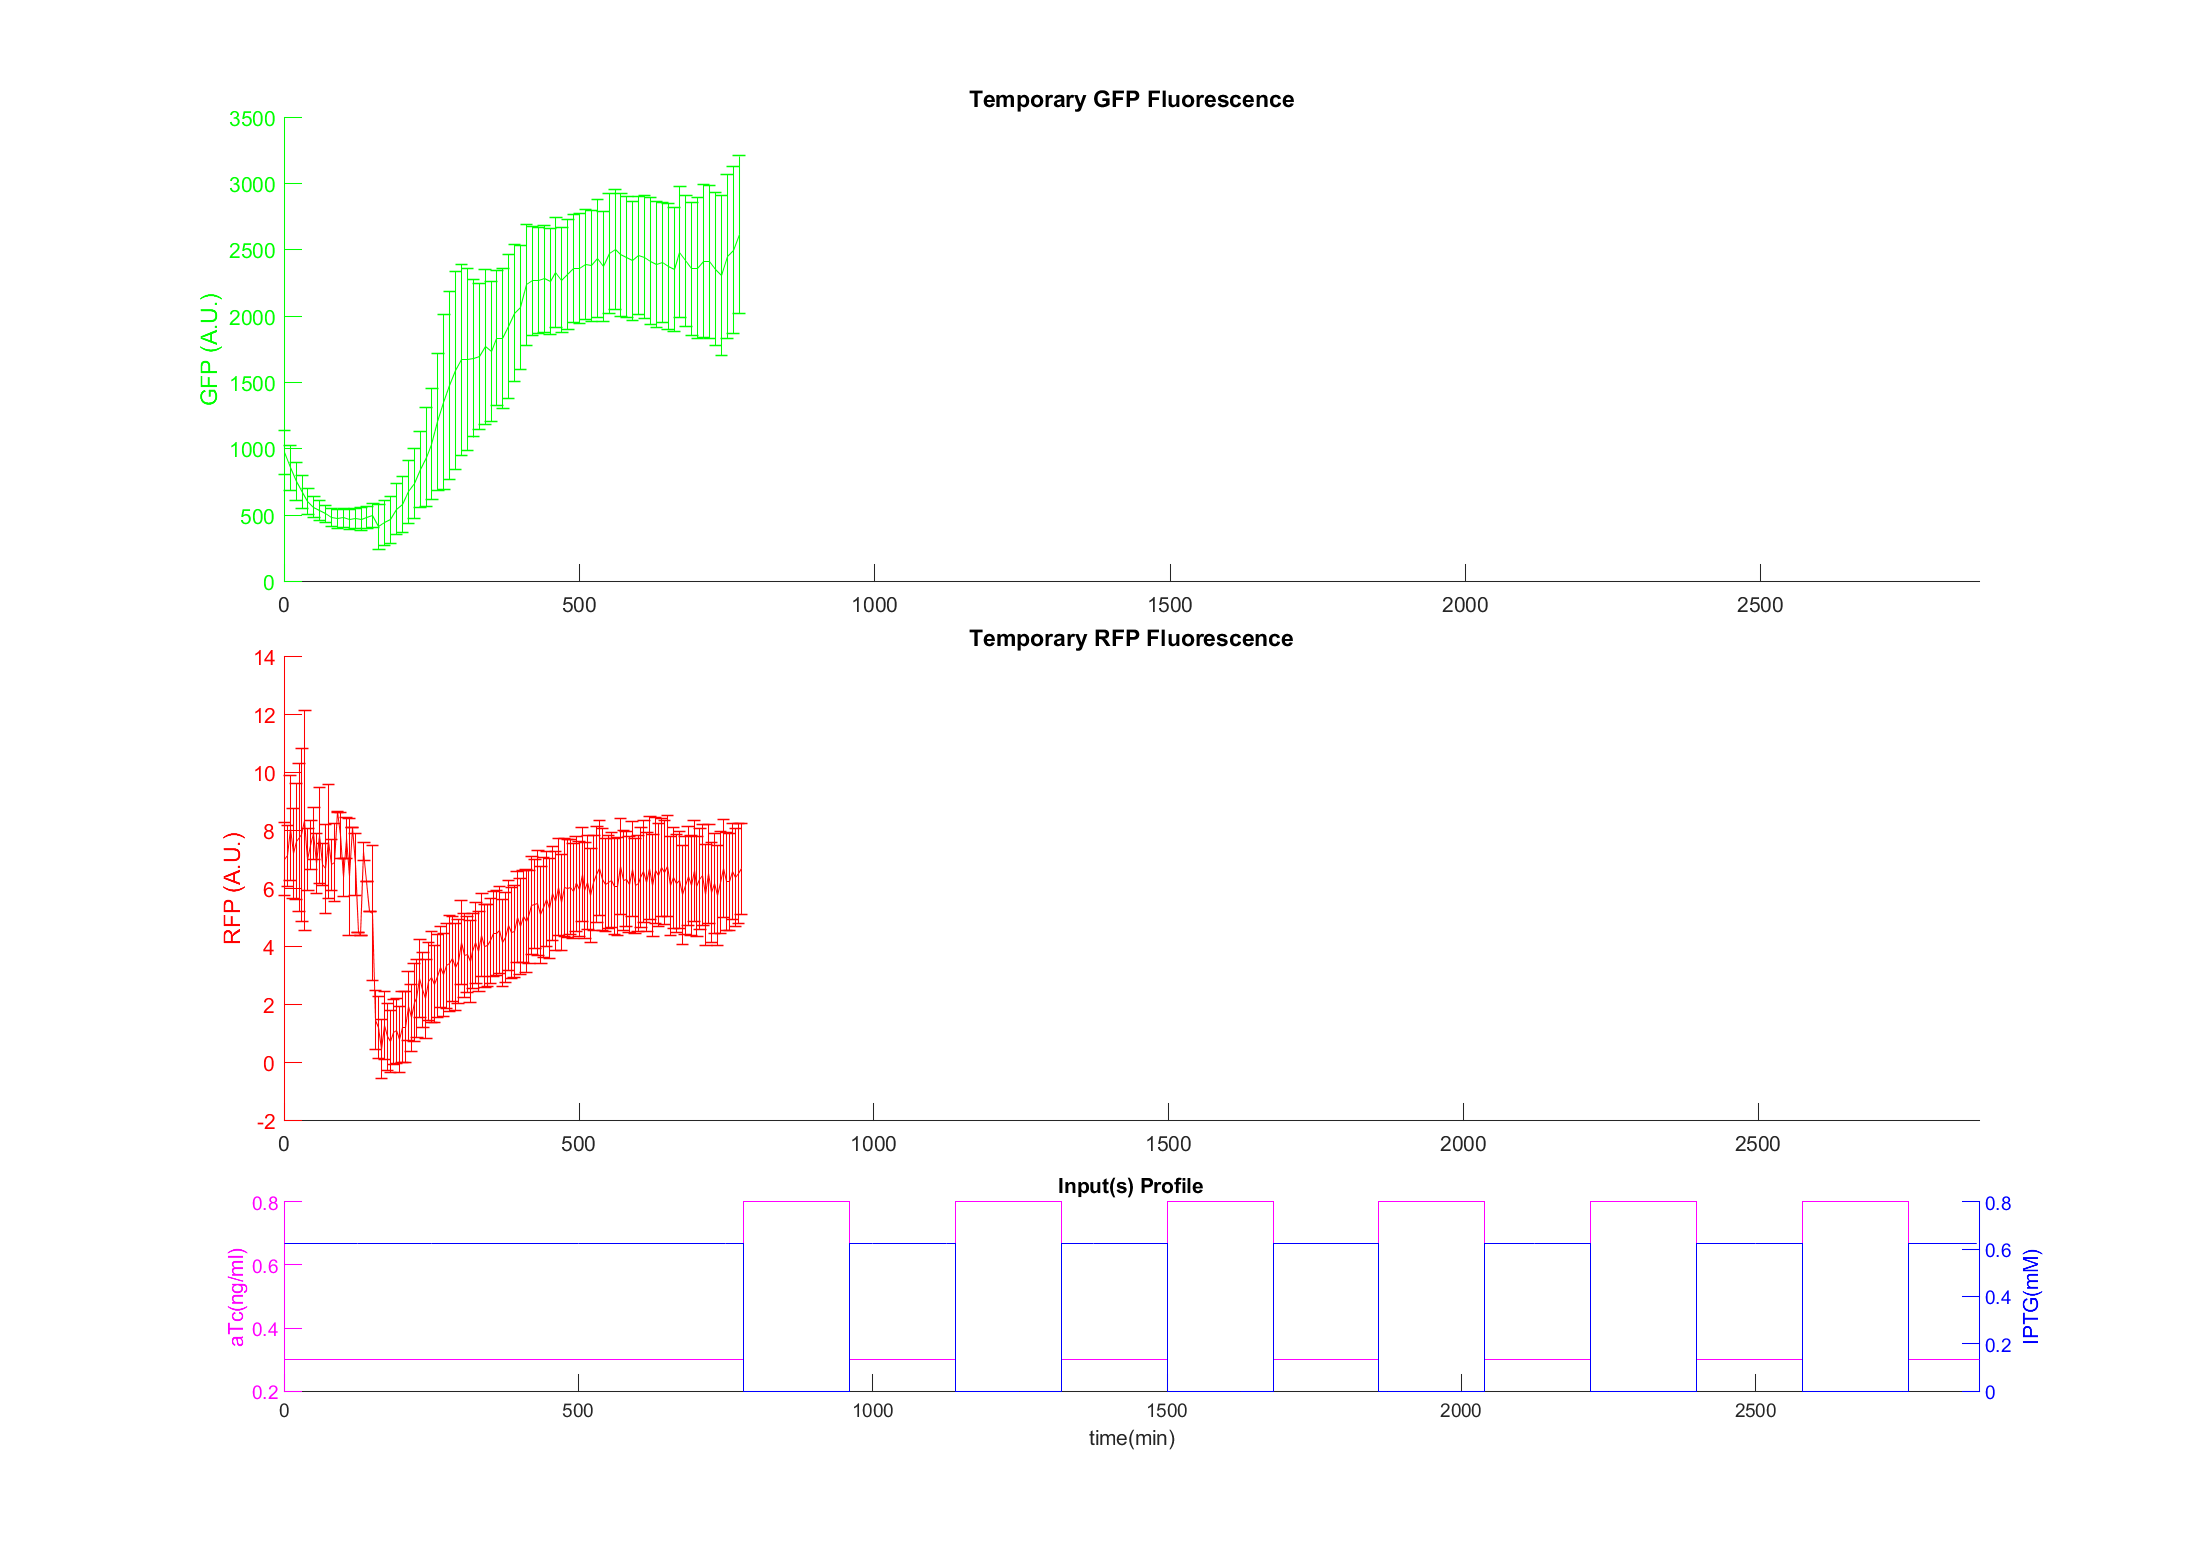 Temporary GFP Fluorescence
3500
3000
2500
2000
1500
1000
500
0
GFP (A.U.)
0 500 1000 1500 2000 2500
Temporary RFP Fluorescence
14
12
10
8
6
4
2
0
-2
RFP (A.U.)
0 500 1000 1500 2000 2500
Input(s) Profile
0.8
0.6
0.4
0.2
aTc(ng/ml)
0.8
0.6
0.4
0.2
0
IPTG(mM)
0 500 1000 1500 2000 2500
time(min)